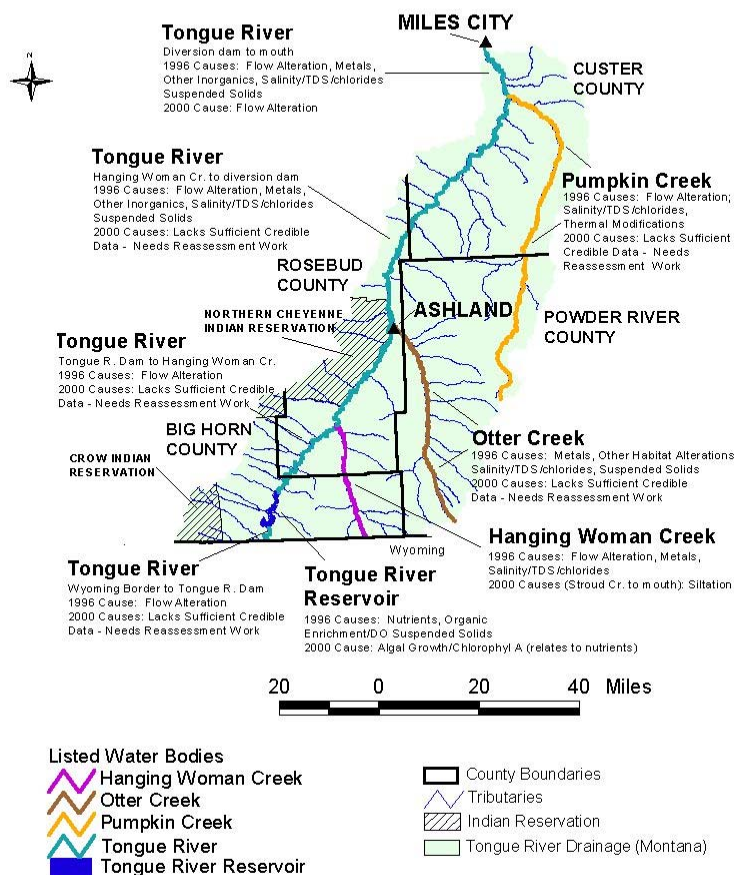 Tongue River
Diversion dam to mouth
1996 Causes: Flow Alteration, Metals,
Other Inorganics, Salinity/TDS/chlorides
Suspended Solids
2000 Cause: Flow Alteration
MILES CITY
CUSTER
COUNTY
N
Tongue River
Hanging Woman Cr. to diversion dam
1996 Causes: Flow Alteration, Metals,
Other Inorganics, Salinity/TDS/chlorides
Suspended Solids
2000 Causes: Lacks Sufficient Credible
Data - Needs Reassessment Work
Pumpkin Creek
1996 Causes: Flow Alteration;
Salinity/TDS/chlorides,
Thermal Modifications
2000 Causes: Lacks Sufficient
Credible Data - Needs
Reassessment Work
ROSEBUD
COUNTY
NORTHERN CHEYENNE
INDIAN RESERVATION
ASHLAND
POWDER RIVER
COUNTY
Tongue River
Tongue R. Dam to Hanging Woman Cr.
1996 Causes: Flow Alteration
2000 Causes: Lacks Sufficient Credible
Data - Needs Reassessment Work
BIG HORN
COUNTY
CROW INDIAN
RESERVATION
Otter Creek
1996 Causes: Metals, Other Habitat Alterations
Salinity/TDS/chlorides, Suspended Solids
2000 Causes: Lacks Sufficient Credible
Data - Needs Reassessment Work
Wyoming
Hanging Woman Creek
1996 Causes: Flow Alteration, Metals,
Salinity/TDS/chlorides
2000 Causes (Stroud Cr. to mouth): Siltation
Tongue River
Wyoming Border to Tongue R. Dam
1996 Cause: Flow Alteration
2000 Causes: Lacks Sufficient Credible
Data - Needs Reassessment Work
Tongue River
Reservoir
1996 Causes: Nutrients, Organic
Enrichment/DO Suspended Solids
2000 Cause: Algal Growth/Chlorophyl A (relates to nutrients)
20 0 20 40 Miles
Listed Water Bodies
Hanging Woman Creek
Otter Creek
Pumpkin Creek
Tongue River
Tongue River Reservoir
County Boundaries
Tributaries
Indian Reservation
Tongue River Drainage (Montana)